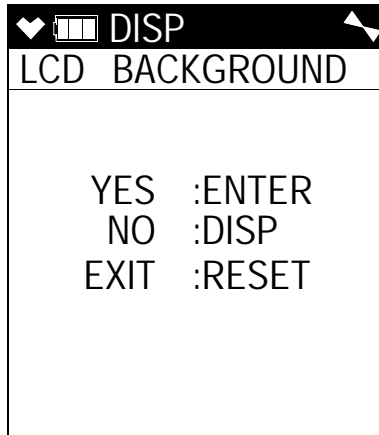 DISP
LCD BACKGROUND
YES :ENTER
NO :DISP
EXIT :RESET